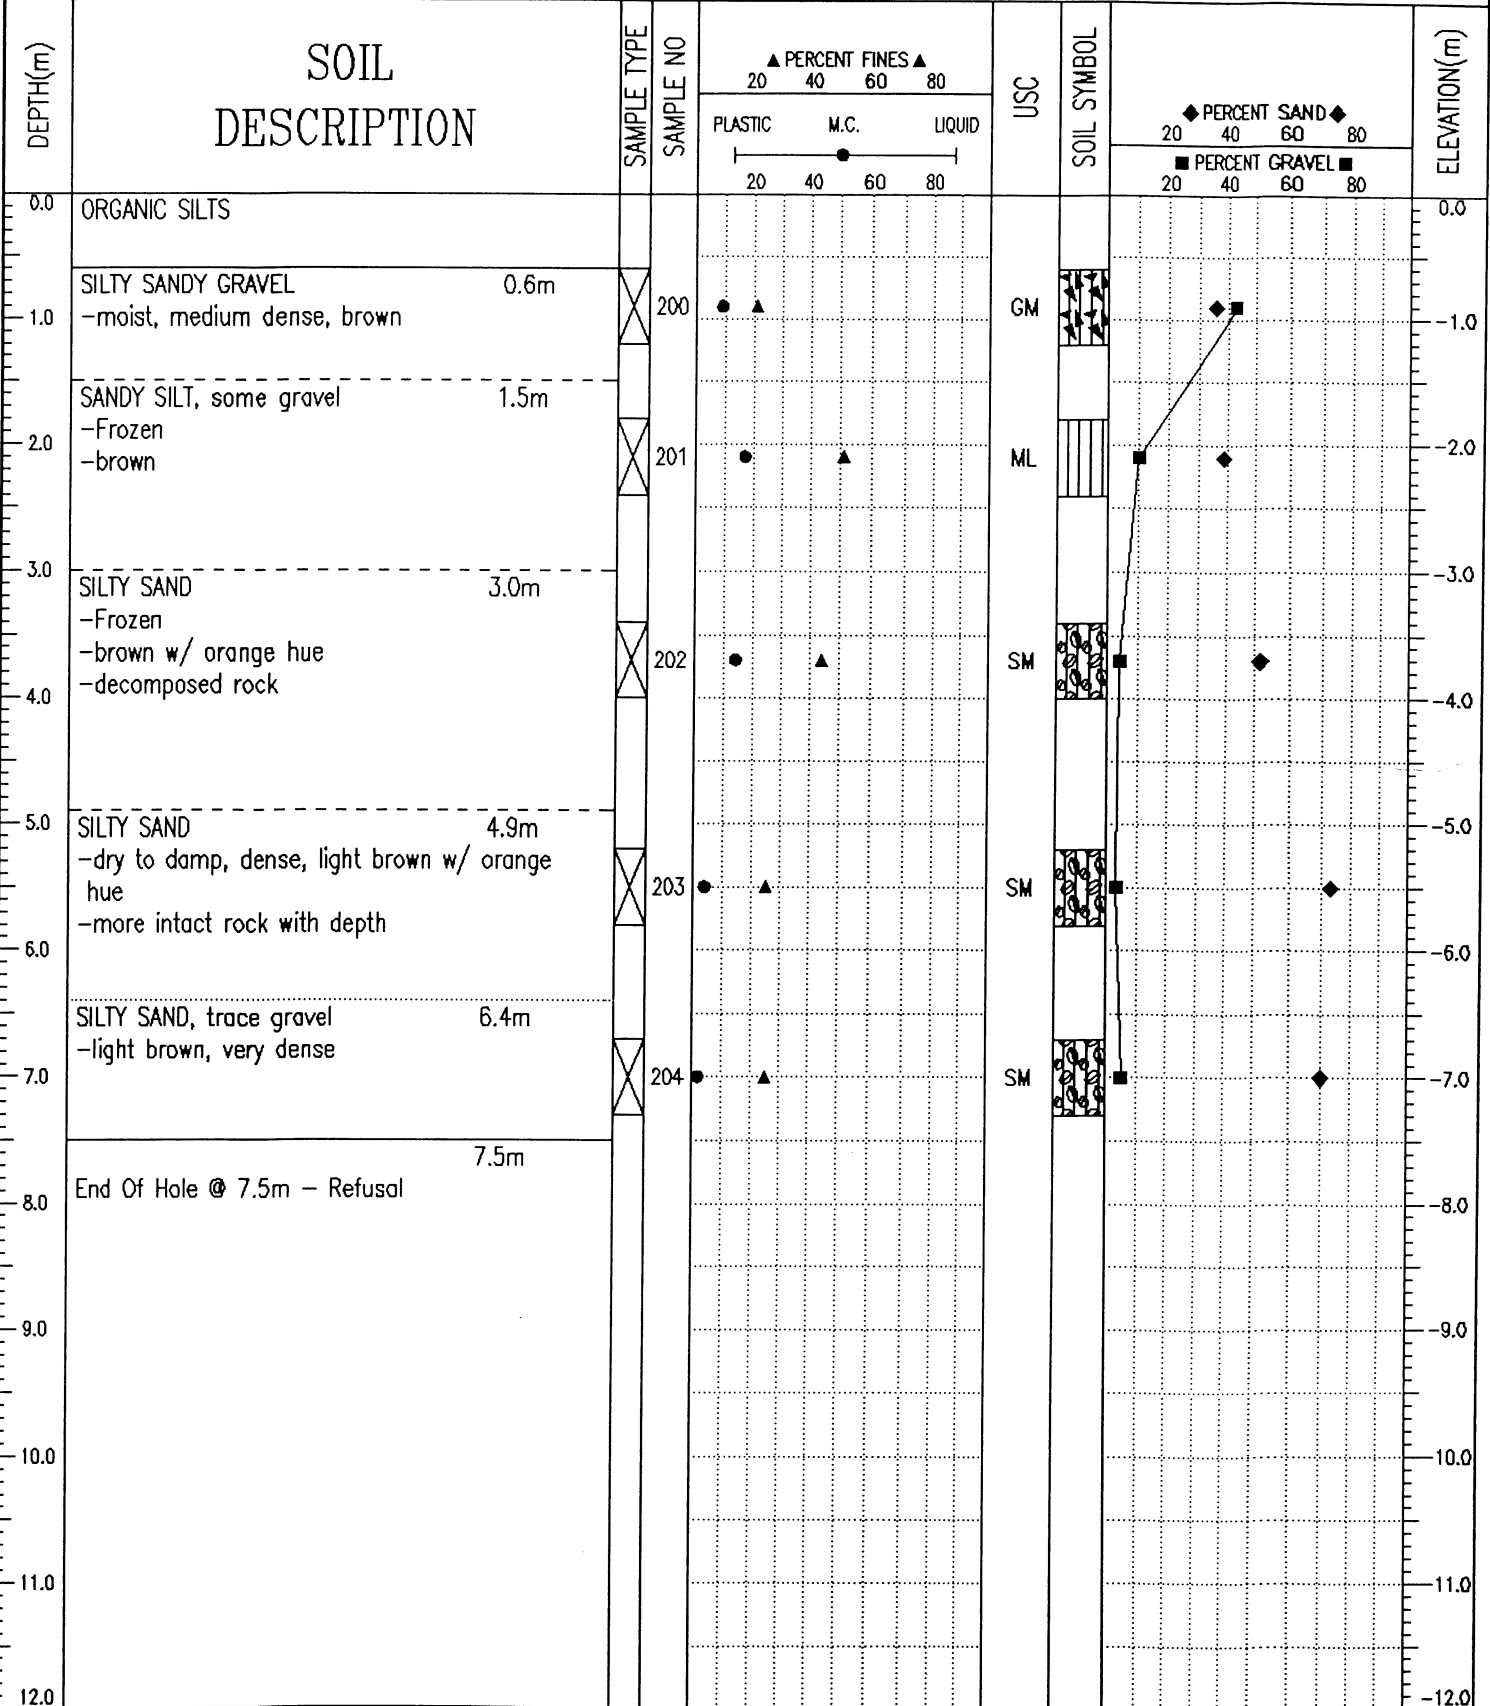 DEPTH(m)
SOIL
DESCRIPTION
SAMPLE TYPE
SAMPLE NO
▲ PERCENT FINES ▲
20 40 60 80
PLASTIC M.C. LIQUID
20 40 60 80
USC
SOIL SYMBOL
◆ PERCENT SAND ◆
20 40 60 80
■ PERCENT GRAVEL ■
20 40 60 80
ELEVATION(m)
0.0 ORGANIC SILTS 0.0
SILTY SANDY GRAVEL 0.6m
200 GM
1.0 -moist, medium dense, brown -1.0
SANDY SILT, some gravel 1.5m
-Frozen
2.0 -2.0
-brown 201 ML
3.0 -3.0
SILTY SAND 3.0m
-Frozen
-brown w/ orange hue 202 SM
-decomposed rock
4.0 -4.0
5.0 SILTY SAND 4.9m -5.0
-dry to damp, dense, light brown w/ orange
hue 203 SM
-more intact rock with depth
6.0 -6.0
SILTY SAND, trace gravel 6.4m
-light brown, very dense
7.0 204 SM -7.0
7.5m
End Of Hole @ 7.5m - Refusal
8.0 -8.0
9.0 -9.0
10.0 -10.0
11.0 -11.0
12.0 -12.0